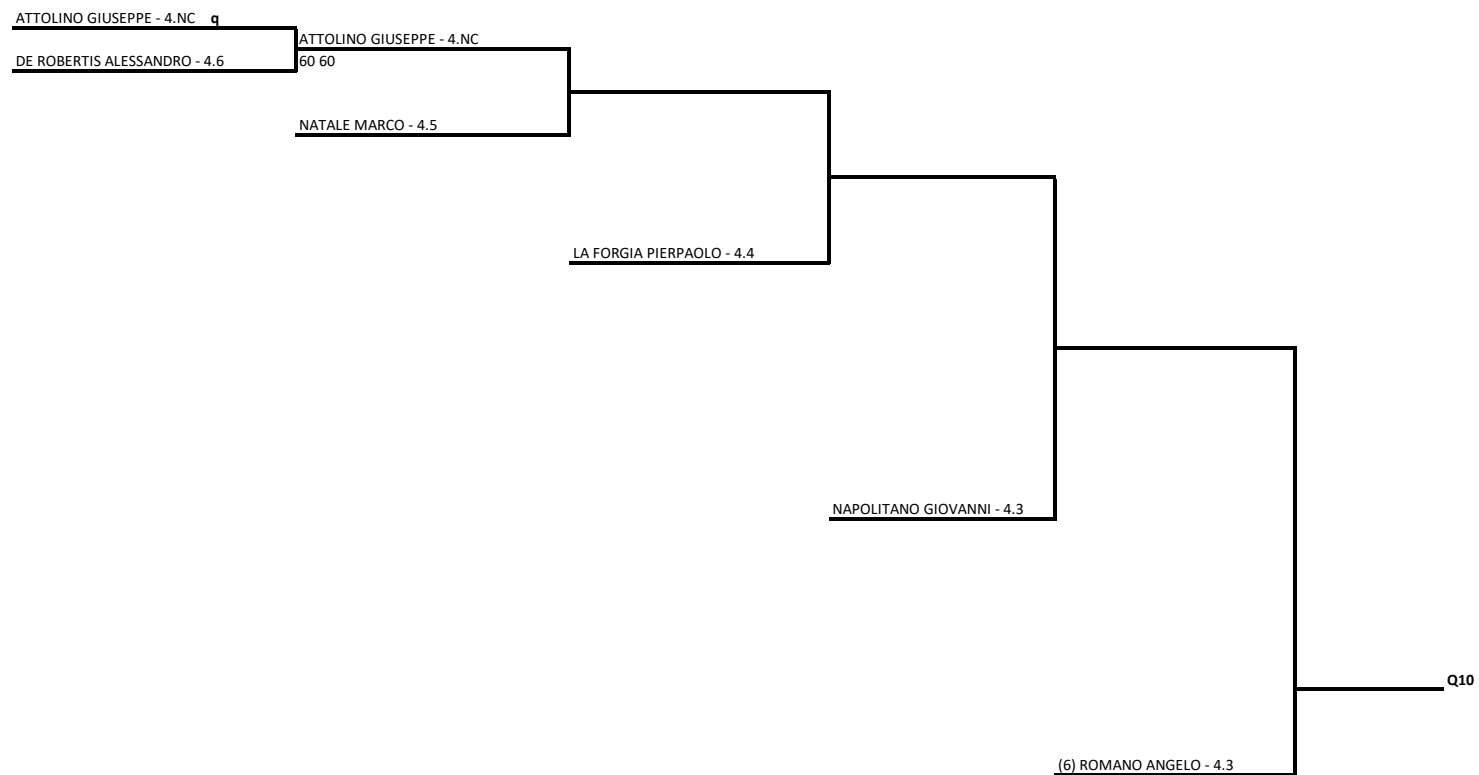 ATTOLINO GIUSEPPE - 4.NC q
ATTOLINO GIUSEPPE - 4.NC
DE ROBERTIS ALESSANDRO - 4.6
60 60
NATALE MARCO - 4.5
LA FORGIA PIERPAOLO - 4.4
NAPOLITANO GIOVANNI - 4.3
Q10
(6) ROMANO ANGELO - 4.3